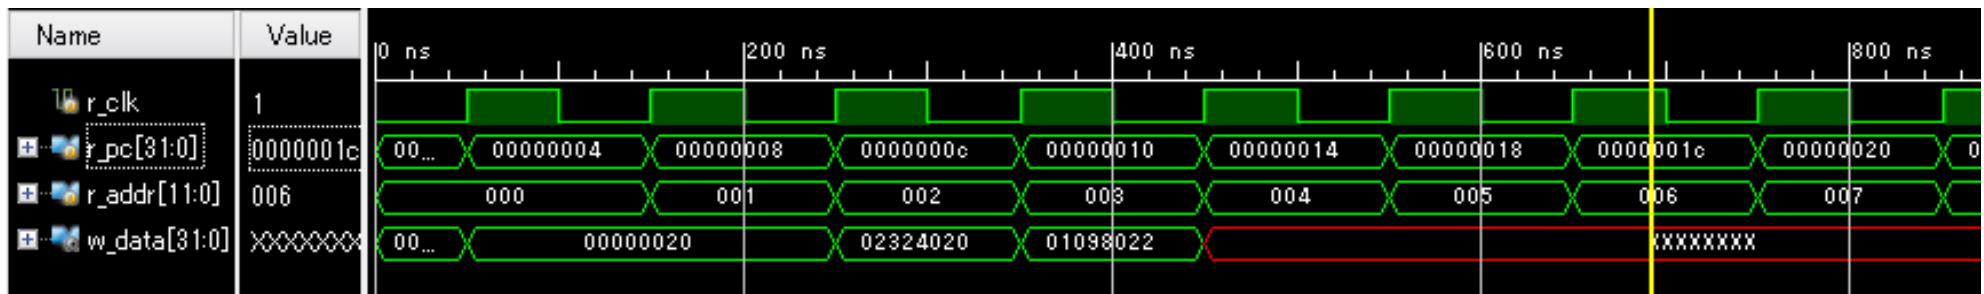 Name Value
0 ns 200 ns 400 ns 600 ns 800 ns
r_clk 1
r_pc[31:0] 0000001c 00... 00000004 00000008 0000000c 00000010 00000014 00000018 0000001c 00000020 0
r_addr[11:0] 006 000 001 002 003 004 005 006 007
w_data[31:0] XXXXXXXX 00... 00000020 02324020 01098022 XXXXXXXX